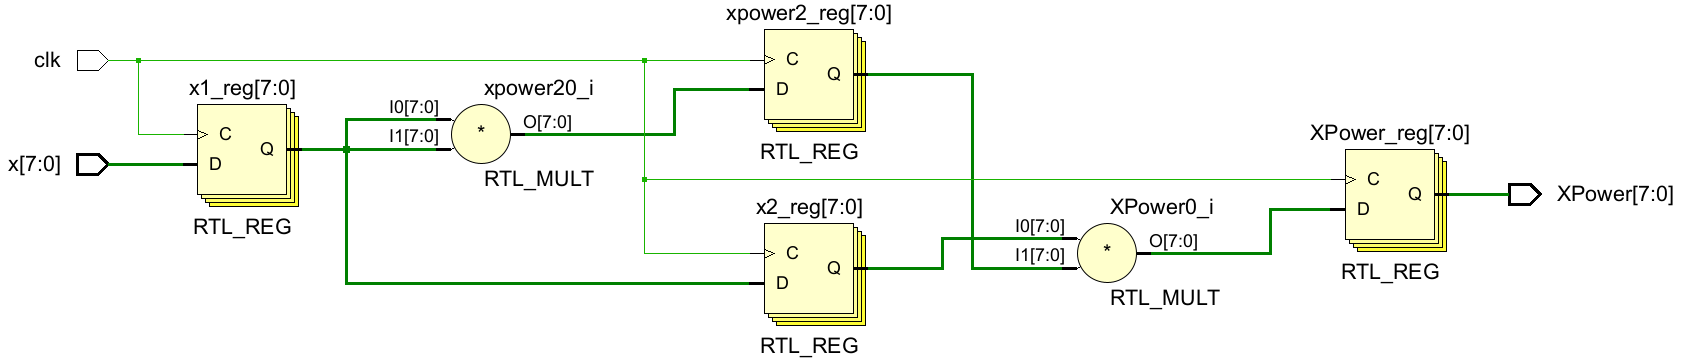 clk
x[7:0]
x1_reg[7:0]
C
D
Q
RTL_REG
xpower20_i
I0[7:0]
I1[7:0]
*
O[7:0]
RTL_MULT
xpower2_reg[7:0]
C
D
Q
RTL_REG
x2_reg[7:0]
C
D
Q
RTL_REG
XPower0_i
I0[7:0]
I1[7:0]
*
O[7:0]
RTL_MULT
XPower_reg[7:0]
C
D
Q
RTL_REG
XPower[7:0]